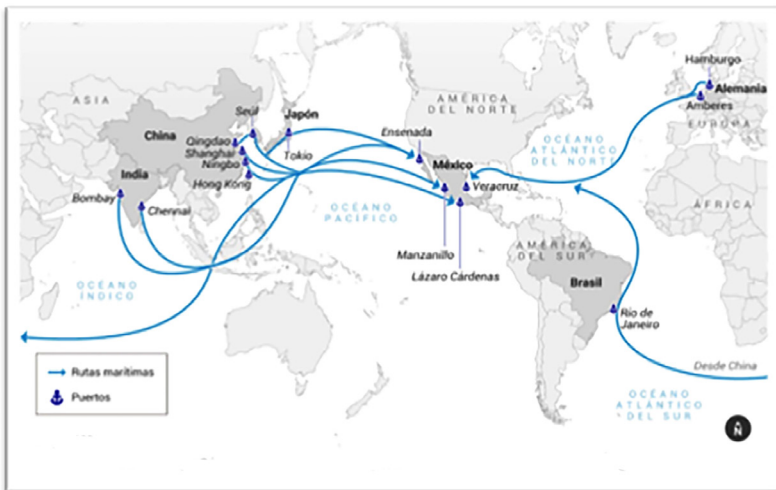 Hamburgo
Alemania
Amberes
EUROPA
ASIA
AMÉRICA
DEL NORTE
Seúl
Japón
China
Qingdao
Shanghai
Ningbo
Tokio
Hong Kong
Ensenada
México
Veracruz
OCÉANO
ATLÁNTICO
DEL NORTE
India
Bombay
Chennai
OCÉANO
PACÍFICO
ÁFRICA
Manzanillo
Lázaro Cárdenas
AMÉRICA
DEL SUR
Brasil
OCÉANO
ÍNDICO
Río de
Janeiro
Rutas marítimas
Puertos
Desde China
OCÉANO
ATLÁNTICO
DEL SUR
N